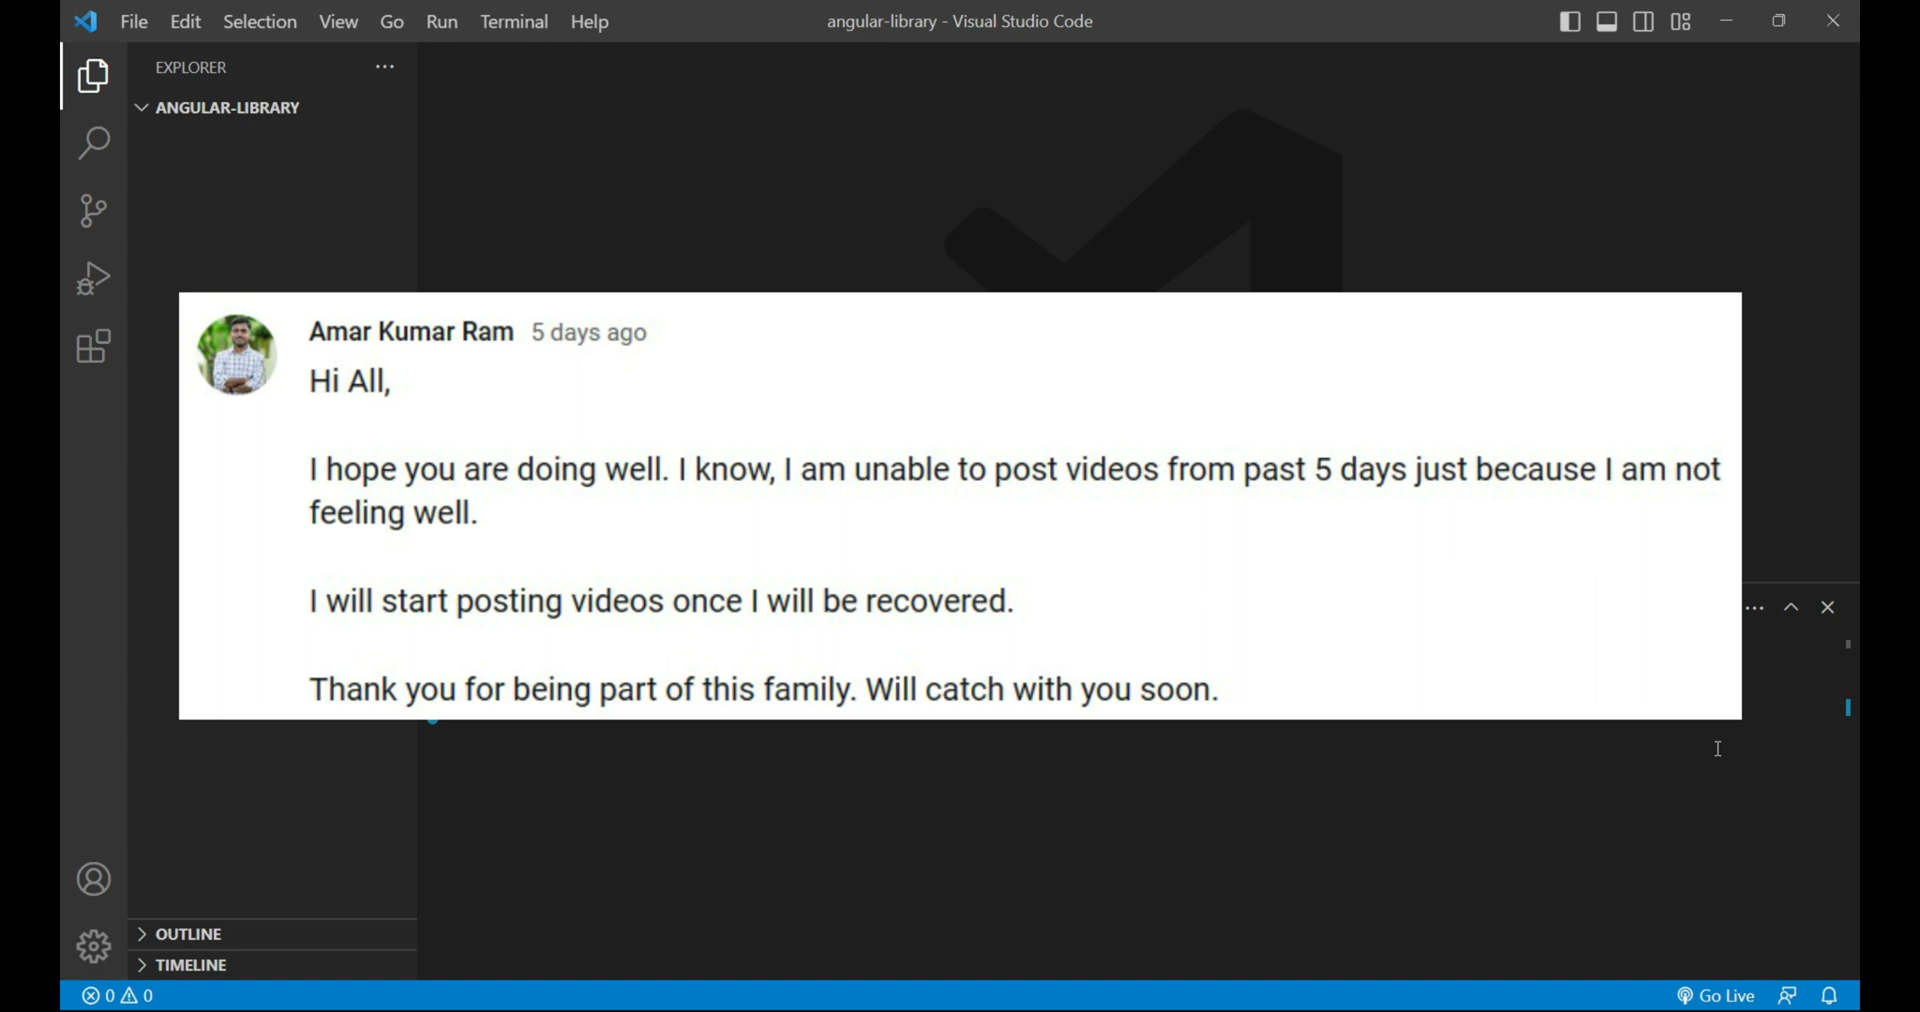 File Edit Selection View Go Run Terminal Help
angular-library - Visual Studio Code
EXPLORER
ANGULAR-LIBRARY
Amar Kumar Ram 5 days ago
Hi All,
I hope you are doing well. I know, I am unable to post videos from past 5 days just because I am not
feeling well.
I will start posting videos once I will be recovered.
Thank you for being part of this family. Will catch with you soon.
OUTLINE
TIMELINE
0 0
Go Live